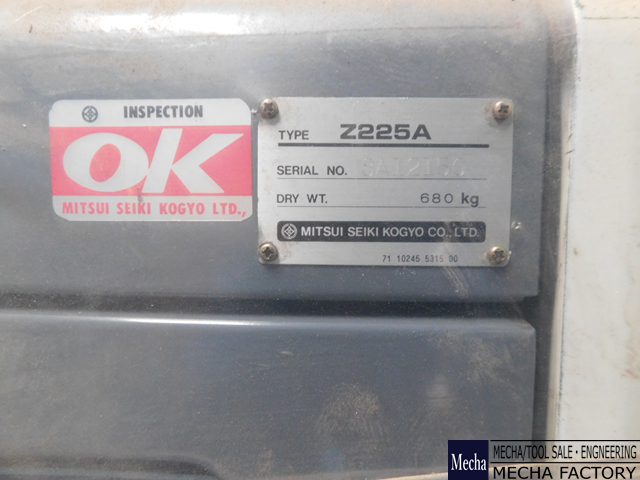 INSPECTION
OK
MITSUI SEIKI KOGYO LTD.,
TYPE Z225A
SERIAL NO.
DRY WT. 680 kg
MITSUI SEIKI KOGYO CO., LTD.
71 10245 5315 00
Mecha
MECHA/TOOL SALE・ENGNEERING
MECHA FACTORY